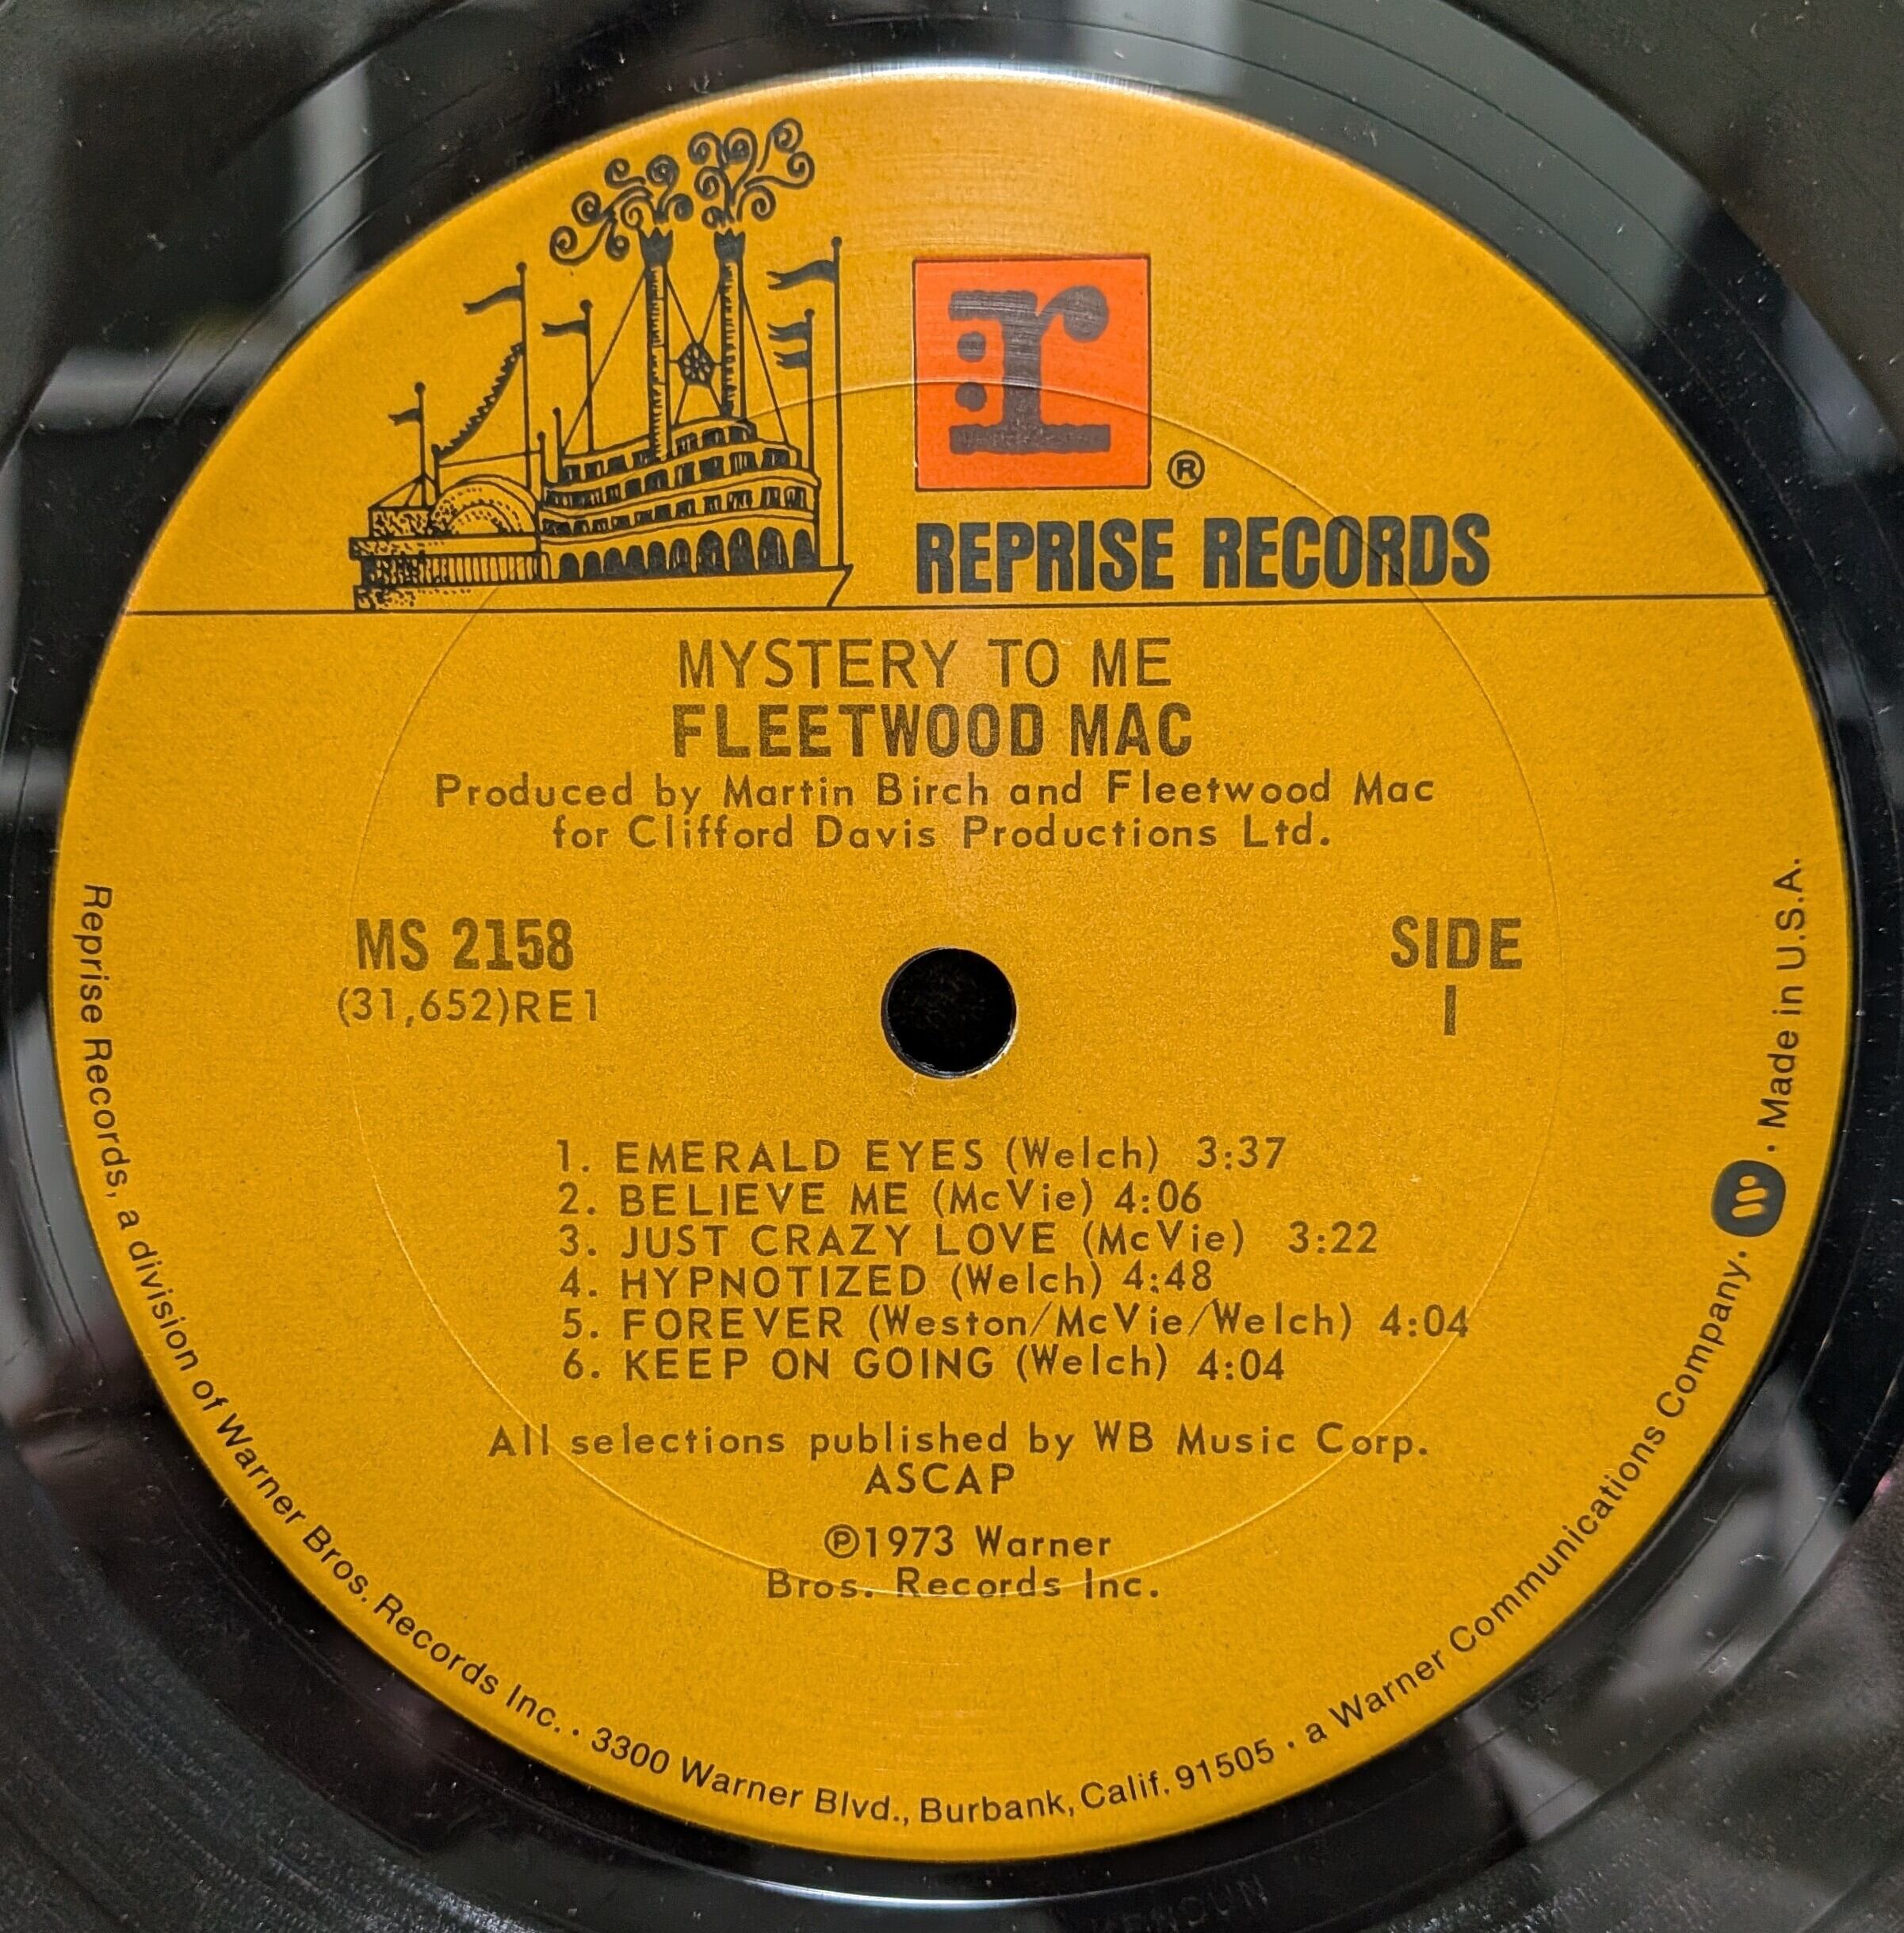 r:
®
REPRISE RECORDS
MYSTERY TO ME
FLEETWOOD MAC
Produced by Martin Birch and Fleetwood Mac
for Clifford Davis Productions Ltd.
MS 2158
(31,652)RE1
SIDE
1
1. EMERALD EYES (Welch) 3:37
2. BELIEVE ME (McVie) 4:06
3. JUST CRAZY LOVE (McVie) 3:22
4. HYPNOTIZED (Welch) 4:48
5. FOREVER (Weston/McVie/Welch) 4:04
6. KEEP ON GOING (Welch) 4:04
All selections published by WB Music Corp.
ASCAP
℗1973 Warner
Bros. Records Inc.
Reprise Records, a division of Warner Bros. Records Inc. • 3300 Warner Blvd., Burbank, Calif. 91505 • a Warner Communications Company. • W • Made in U.S.A.